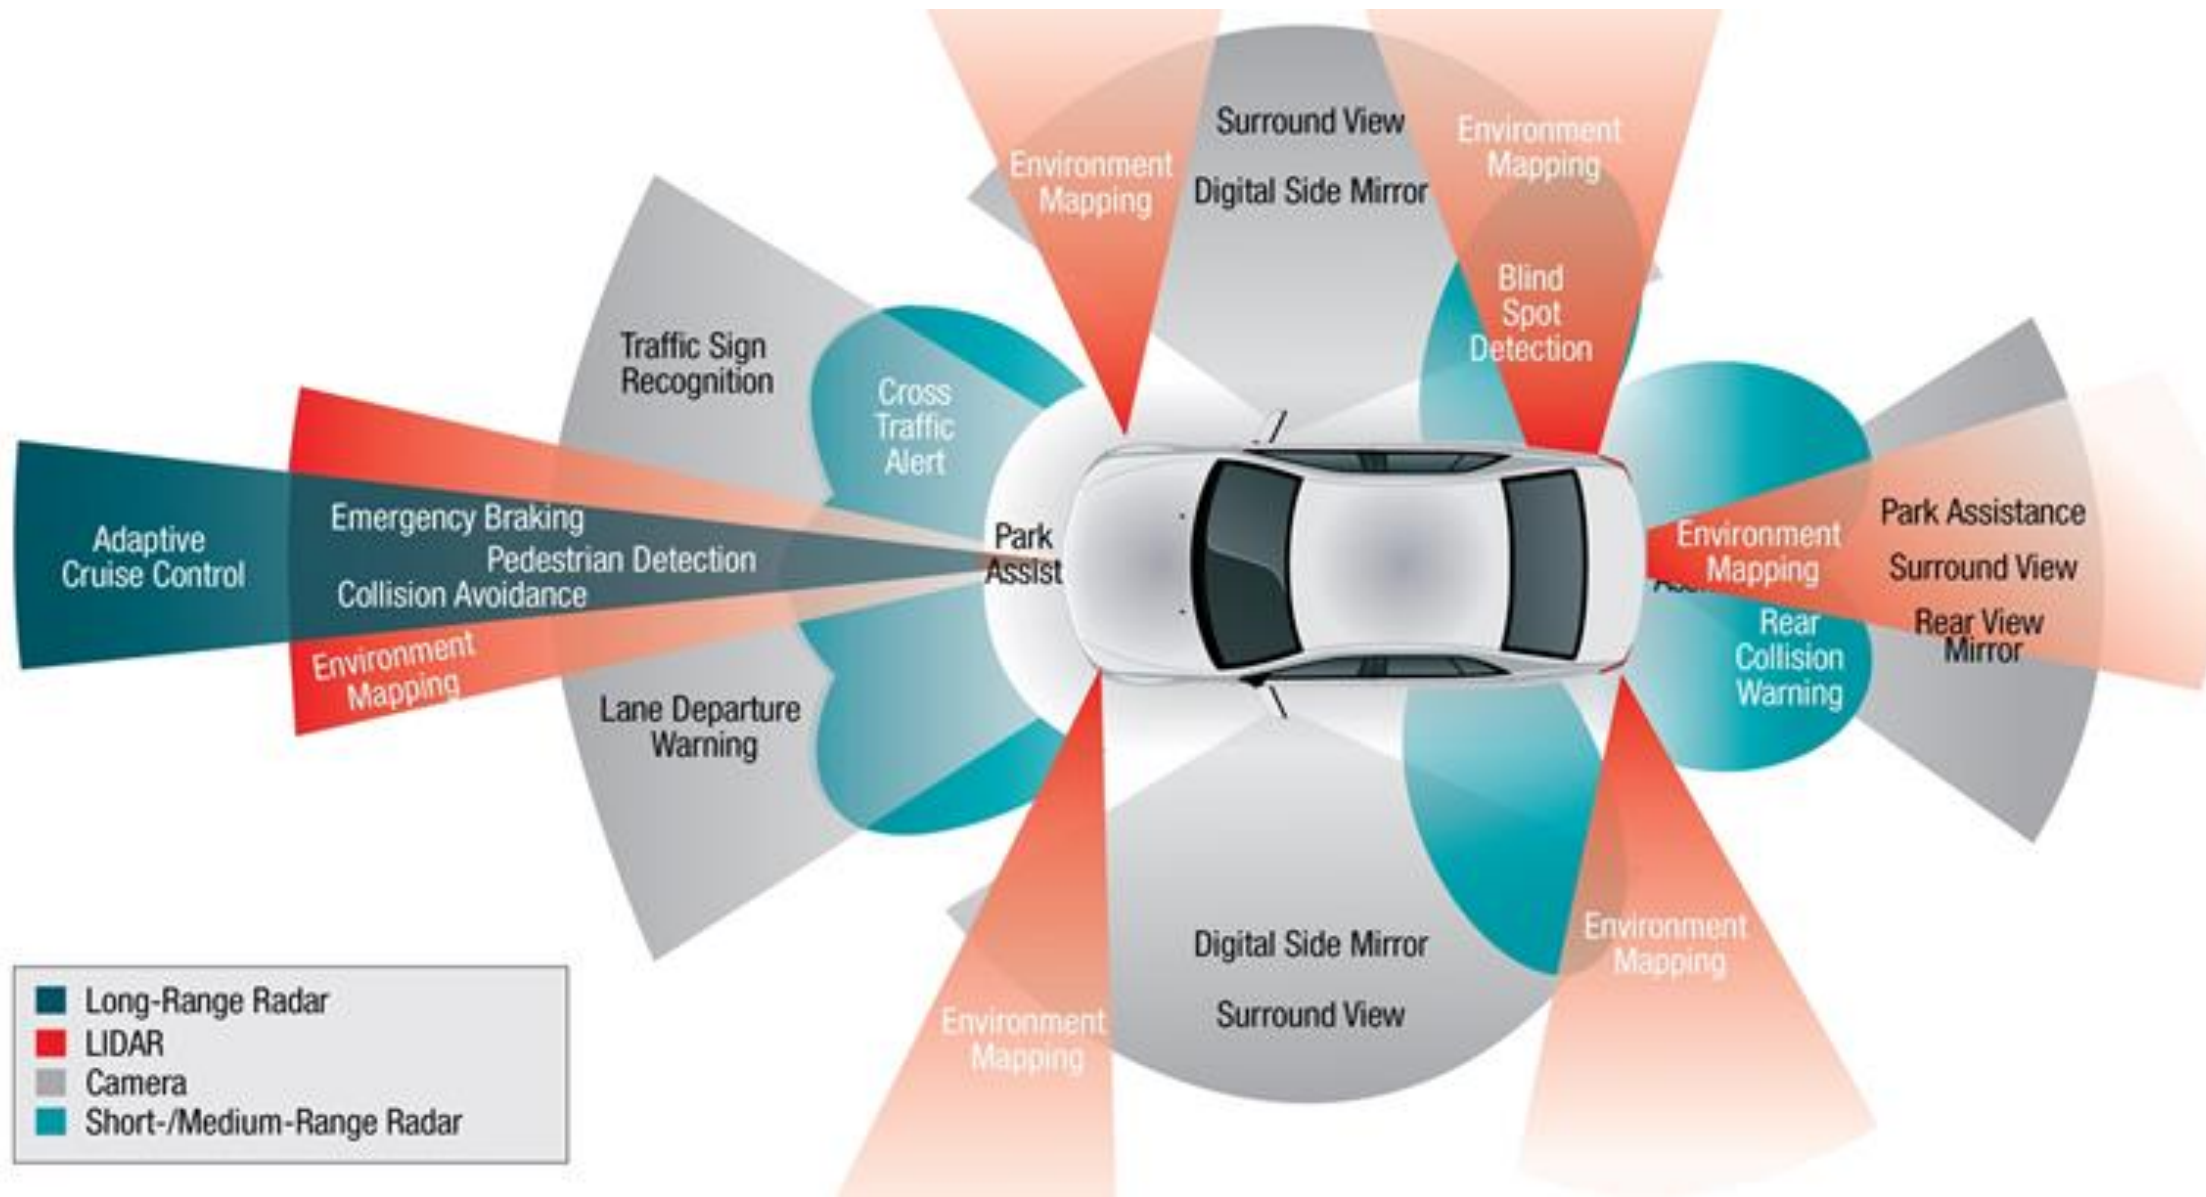 Surround View
Digital Side Mirror
Environment
Mapping
Environment
Mapping
Blind
Spot
Detection
Traffic Sign
Recognition
Cross
Traffic
Alert
Adaptive
Cruise Control
Emergency Braking
Pedestrian Detection
Collision Avoidance
Environment
Mapping
Park
Assist
Lane Departure
Warning
Environment
Mapping
Park Assistance
Surround View
Rear View
Mirror
Rear
Collision
Warning
Digital Side Mirror
Surround View
Environment
Mapping
Environment
Mapping
Long-Range Radar
LIDAR
Camera
Short-/Medium-Range Radar